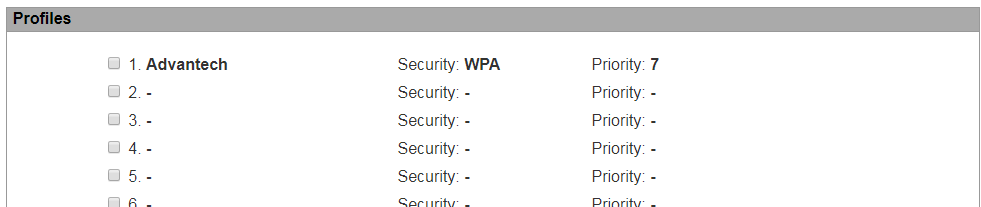 Profiles
1. Advantech Security: WPA Priority: 7
2. - Security: - Priority: -
3. - Security: - Priority: -
4. - Security: - Priority: -
5. - Security: - Priority: -
6. - Security: - Priority: -